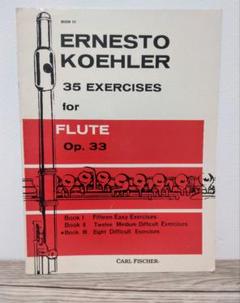 BOOK III
ERNESTO
KOEHLER
35 EXERCISES
for
FLUTE
Op. 33
Book I Fifteen Easy Exercises
Book II Twelve Medium Difficult Exercises
•Book III Eight Difficult Exercises
CARL FISCHER